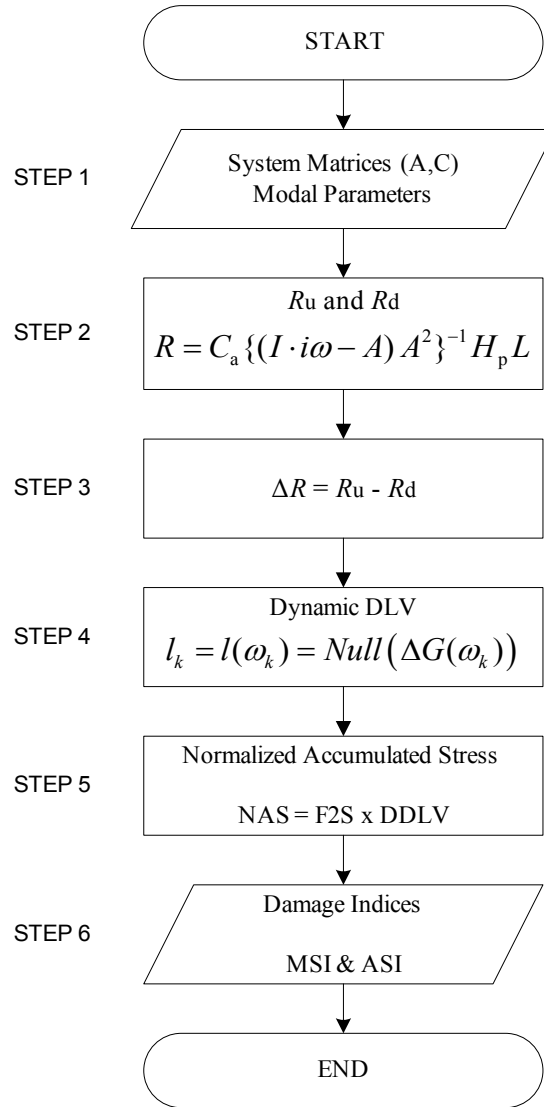 START
STEP 1
System Matrices (A,C)
Modal Parameters
STEP 2
Ru and Rd
R = Cₐ {(I · iω − A) A²}⁻¹ Hₚ L
STEP 3
ΔR = Ru - Rd
STEP 4
Dynamic DLV
lₖ = l(ωₖ) = Null(ΔG(ωₖ))
STEP 5
Normalized Accumulated Stress
NAS = F2S x DDLV
STEP 6
Damage Indices
MSI & ASI
END